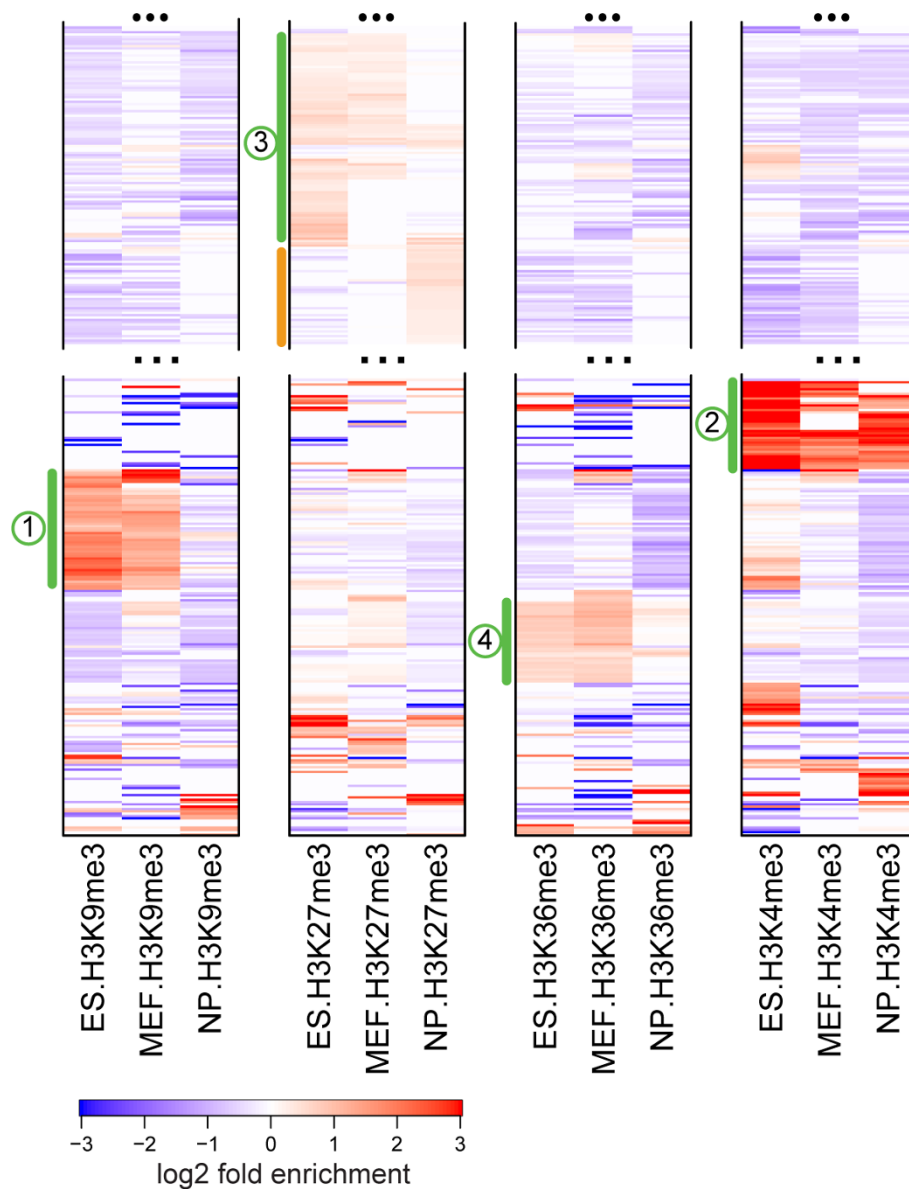 3
1
2
4
ES.H3K9me3
MEF.H3K9me3
NP.H3K9me3
ES.H3K27me3
MEF.H3K27me3
NP.H3K27me3
ES.H3K36me3
MEF.H3K36me3
NP.H3K36me3
ES.H3K4me3
MEF.H3K4me3
NP.H3K4me3
−3 −2 −1 0 1 2 3
log2 fold enrichment